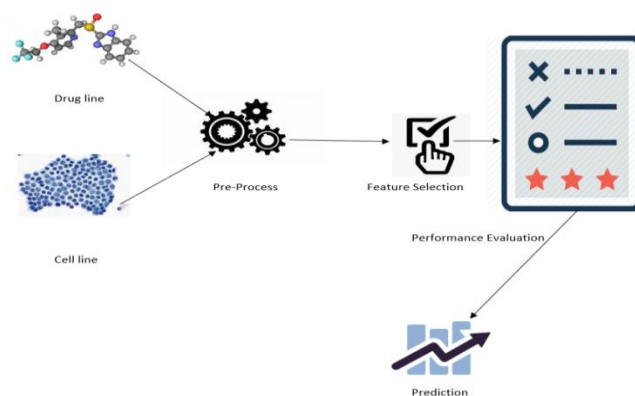 Drug line
Pre-Process
Feature Selection
Performance Evaluation
Cell line
Prediction